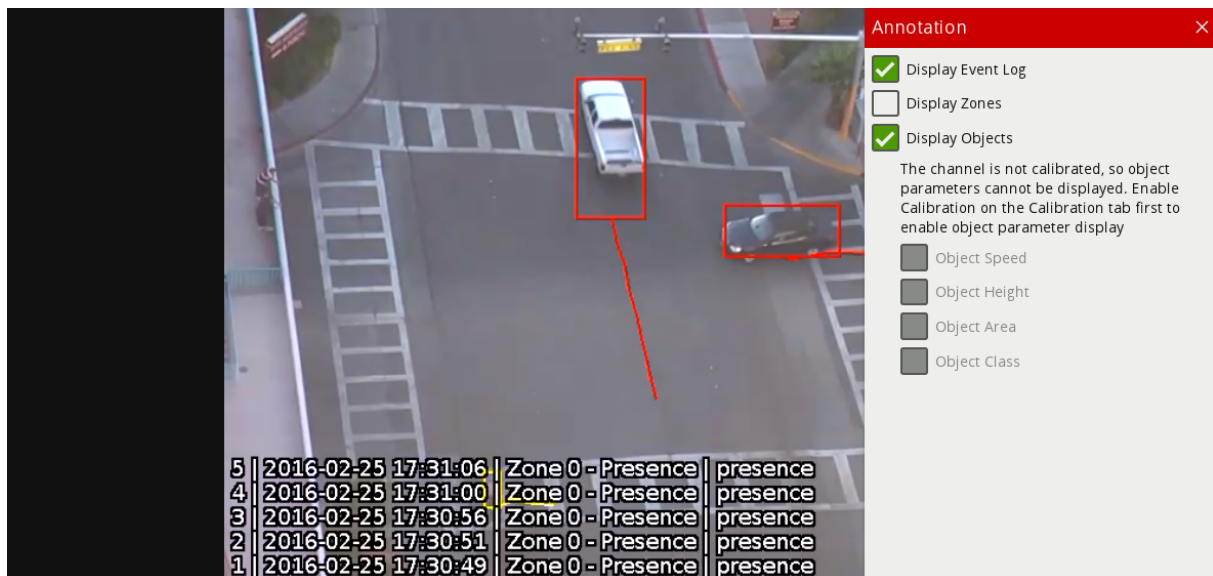 Annotation
Display Event Log
Display Zones
Display Objects
The channel is not calibrated, so object
parameters cannot be displayed. Enable
Calibration on the Calibration tab first to
enable object parameter display
Object Speed
Object Height
Object Area
Object Class
5 | 2016-02-25 17:31:06 | Zone 0 - Presence | presence
4 | 2016-02-25 17:31:00 | Zone 0 - Presence | presence
3 | 2016-02-25 17:30:56 | Zone 0 - Presence | presence
2 | 2016-02-25 17:30:51 | Zone 0 - Presence | presence
1 | 2016-02-25 17:30:49 | Zone 0 - Presence | presence